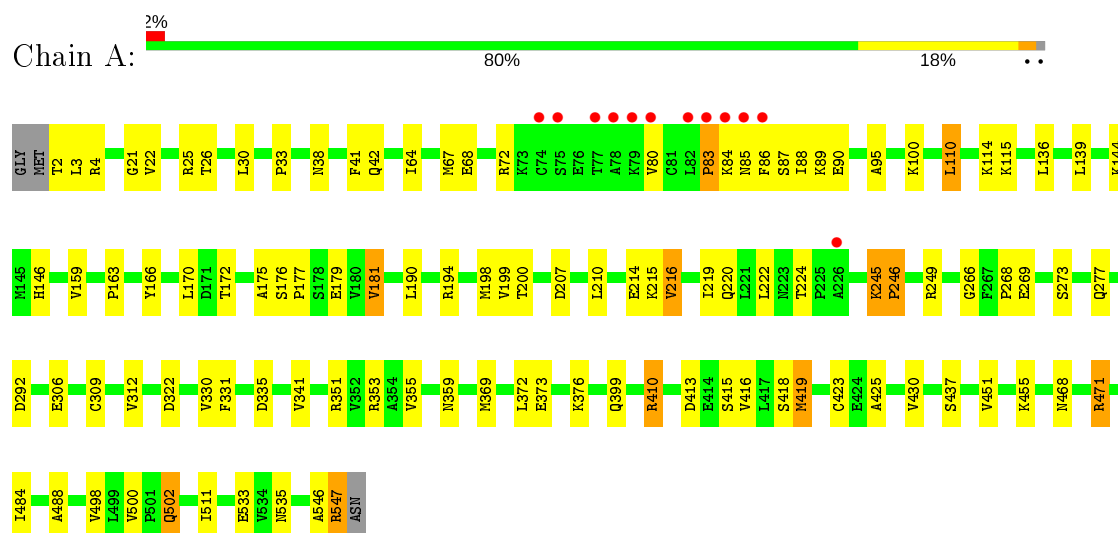 2%
Chain A:
80% 18% • •
GLY MET T2 L3 R4 G21 V22 R25 T26 L30 P33 N38 F41 Q42 I64 M67 E68 R72 K73 C74 S75 E76 T77 A78 K79 V80 C81 L82 P83 K84 N85 F86 S87 I88 K89 E90 A95 K100 L110 K114 K115 L136 L139 K144
M145 H146 V159 P163 Y166 L170 D171 T172 A175 S176 P177 S178 E179 V180 V181 L190 R194 M198 V199 T200 D207 L210 E214 K215 V216 I219 Q220 L221 L222 N223 T224 P225 A226 K245 P246 R249 G266 F267 P268 E269 S273 Q277
D292 E306 C309 V312 D322 V330 F331 D335 V341 R351 V352 R353 A354 V355 N359 M369 L372 E373 K376 Q399 R410 D413 E414 S415 V416 L417 S418 M419 C423 E424 A425 V430 S437 V451 K455 N468 R471
I484 A488 V498 L499 V500 P501 Q502 I511 E533 V534 N535 A546 R547 ASN